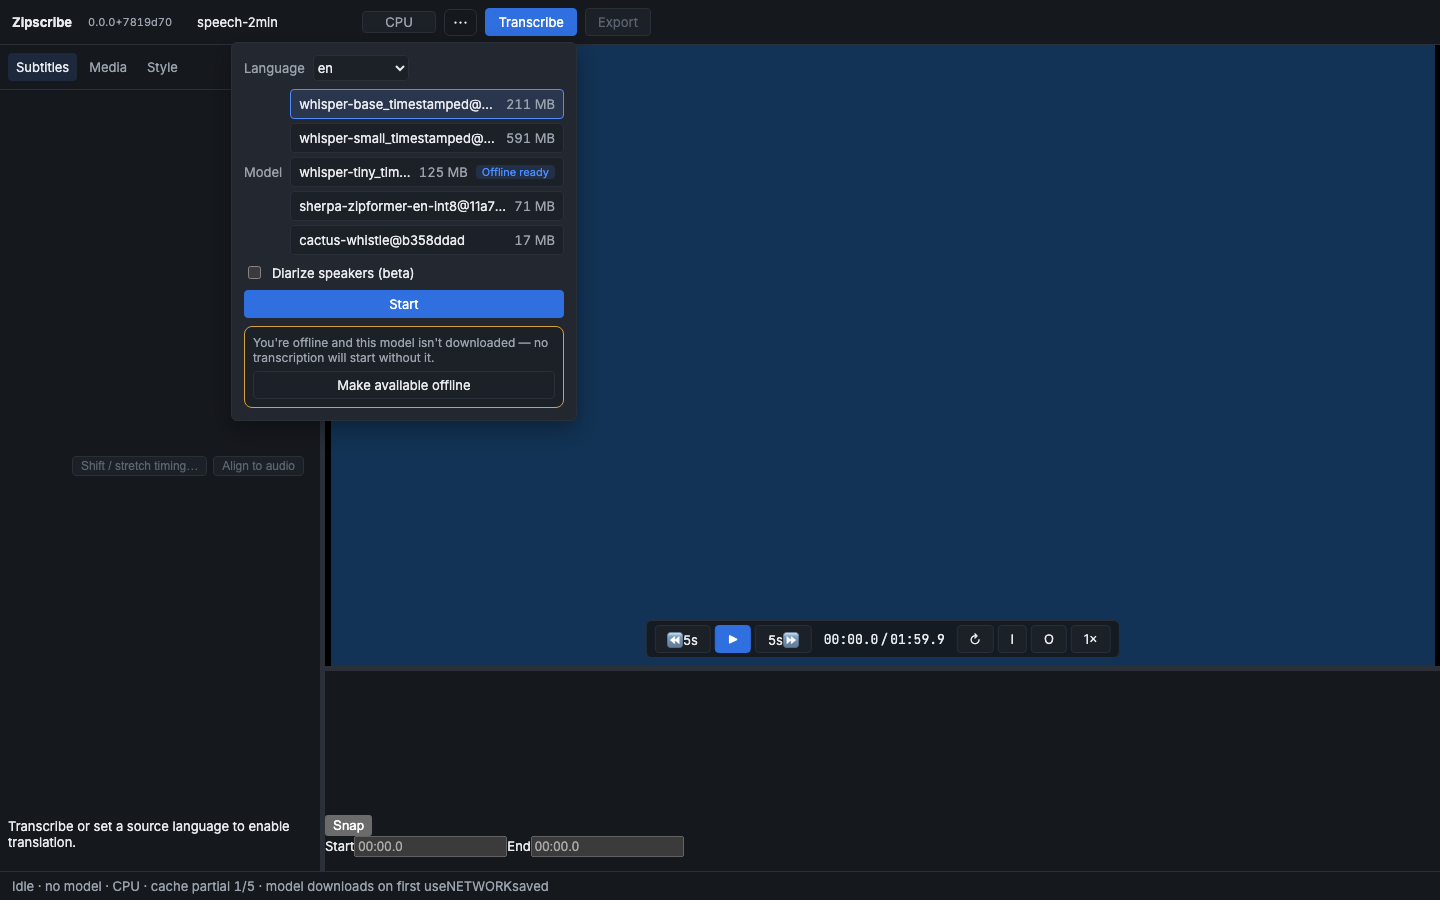 Zipscribe 0.0.0+7819d70 speech-2min CPU ⋯ Transcribe Export
Subtitles Media Style
Language en
whisper-base_timestamped@... 211 MB
whisper-small_timestamped@... 591 MB
Model whisper-tiny_tim... 125 MB Offline ready
sherpa-zipformer-en-int8@11a7... 71 MB
cactus-whistle@b358ddad 17 MB
Diarize speakers (beta)
Start
You're offline and this model isn't downloaded — no
transcription will start without it.
Make available offline
Shift / stretch timing... Align to audio
⏪5s ▶ 5s⏩ 00:00.0 / 01:59.9 ↻ I O 1×
Snap
Start 00:00.0 End 00:00.0
Transcribe or set a source language to enable
translation.
Idle · no model · CPU · cache partial 1/5 · model downloads on first useNETWORKsaved